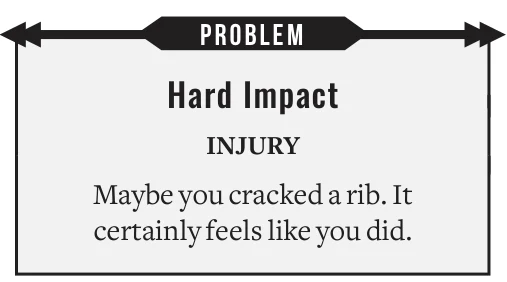 PROBLEM
Hard Impact
INJURY
Maybe you cracked a rib. It
certainly feels like you did.